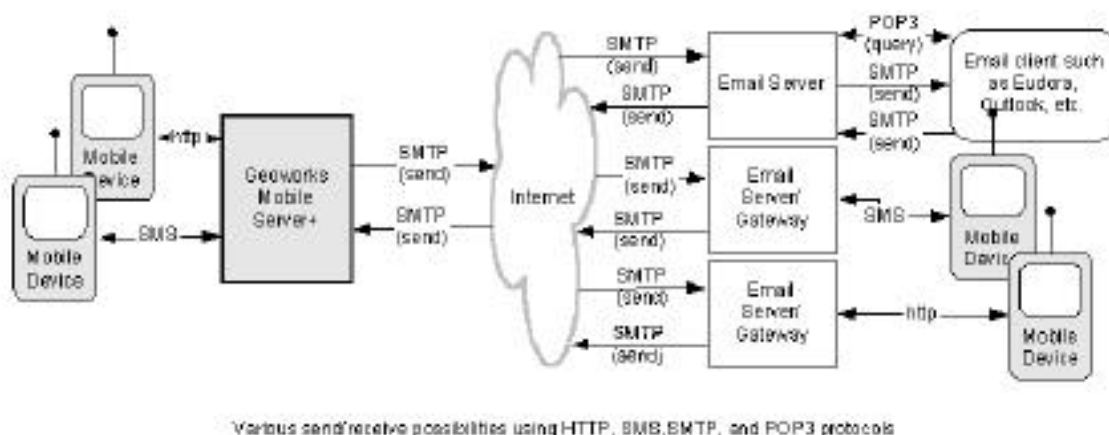 POP3
(query)
SMTP
(send)
Email Server
Email client such
as Eudora,
Outlook, etc.
SMTP
(send)
SMTP
(send)
SMTP
(send)
http
Mobile
Device
Geoworks
Mobile
Server+
SMTP
(send)
Internet
SMTP
(send)
Email
Server/
Gateway
SMS
Mobile
Device
SMS
Mobile
Device
SMTP
(send)
SMTP
(send)
SMTP
(send)
Email
Server/
Gateway
http
Mobile
Device
SMTP
(send)
Various send/receive possibilities using HTTP, SMS,SMTP, and POP3 protocols